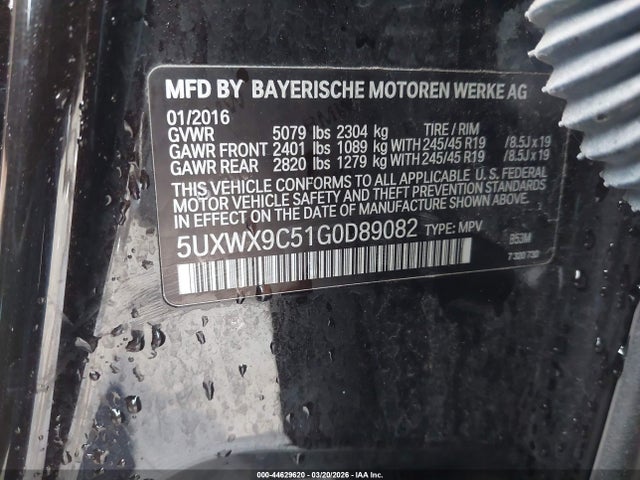 MFD BY BAYERISCHE MOTOREN WERKE AG
01/2016
GVWR 5079 lbs 2304 kg TIRE / RIM
GAWR FRONT 2401 lbs 1089 kg WITH 245/45 R19 /8.5J x 19
GAWR REAR 2820 lbs 1279 kg WITH 245/45 R19 /8.5J x 19
THIS VEHICLE CONFORMS TO ALL APPLICABLE U. S. FEDERAL
MOTOR VEHICLE SAFETY AND THEFT PREVENTION STANDARDS
IN EFFECT ON THE DATE OF MANUFACTURE SHOWN ABOVE.
5UXWX9C51G0D89082 TYPE: MPV B53M
7 320 730
000-44629620 | 03/20/2026 | IAA Inc.